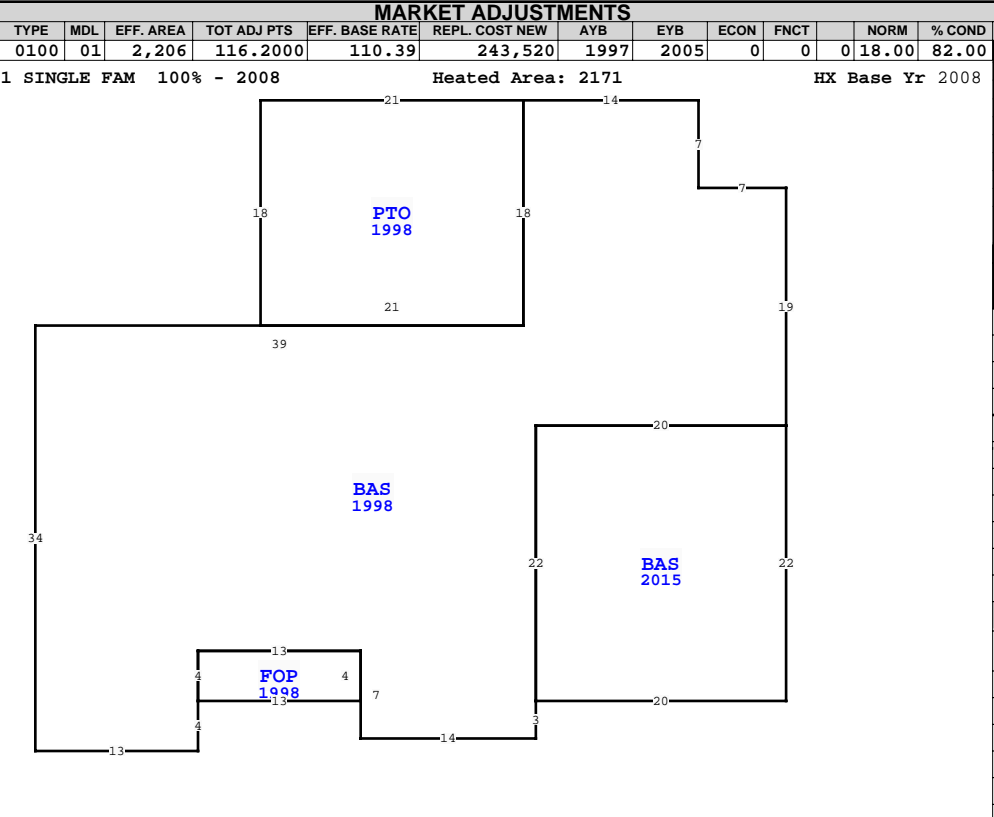 MARKET ADJUSTMENTS
TYPE MDL EFF. AREA TOT ADJ PTS EFF. BASE RATE REPL. COST NEW AYB EYB ECON FNCT NORM % COND
0100 01 2,206 116.2000 110.39 243,520 1997 2005 0 0 0 18.00 82.00
1 SINGLE FAM 100% - 2008 Heated Area: 2171 HX Base Yr 2008
21 14
7
7
18 PTO 18
1998
21 19
39
20
BAS
1998
34
22 BAS 22
2015
13
4 FOP 4
1998
7
13 20
4 3
14
13